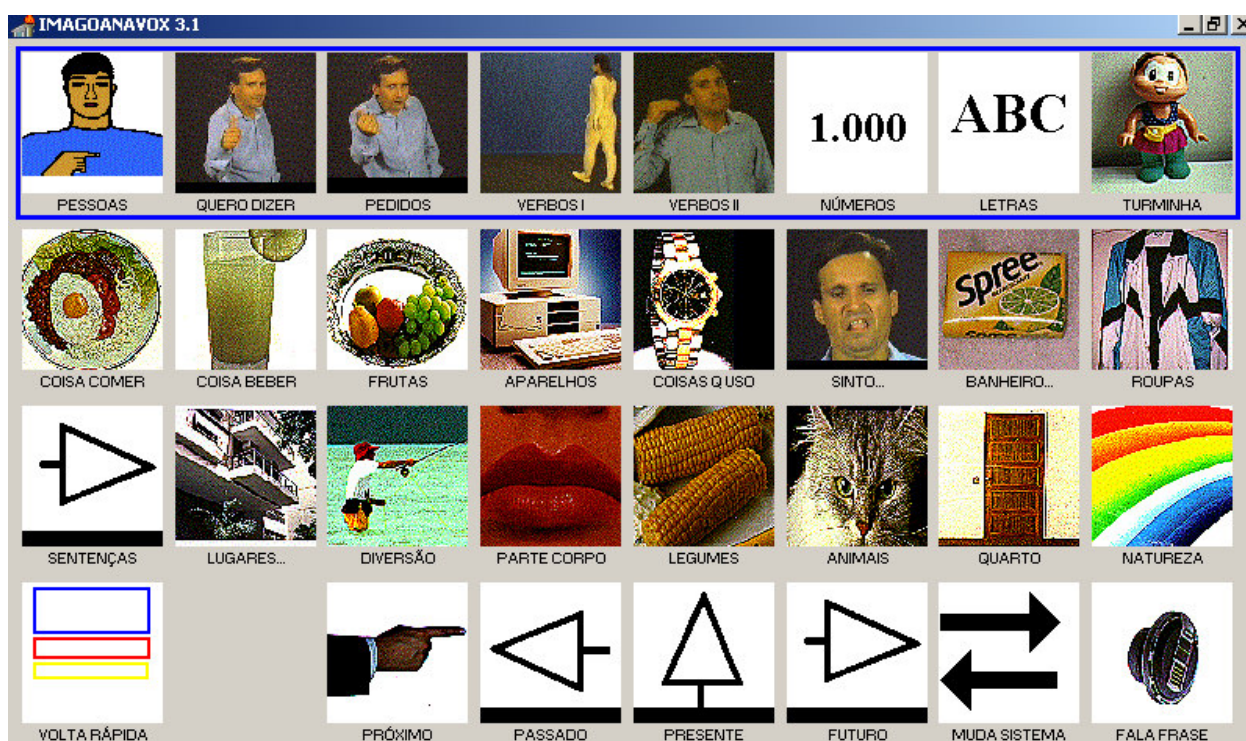 IMAGOANAVOX 3.1
1.000 ABC
PESSOAS QUERO DIZER PEDIDOS VERBOS I VERBOS II NÚMEROS LETRAS TURMINHA
Spree
COISA COMER COISA BEBER FRUTAS APARELHOS COISAS Q USO SINTO... BANHEIRO... ROUPAS
SENTENÇAS LUGARES... DIVERSÃO PARTE CORPO LEGUMES ANIMAIS QUARTO NATUREZA
VOLTA RÁPIDA PRÓXIMO PASSADO PRESENTE FUTURO MUDA SISTEMA FALA FRASE